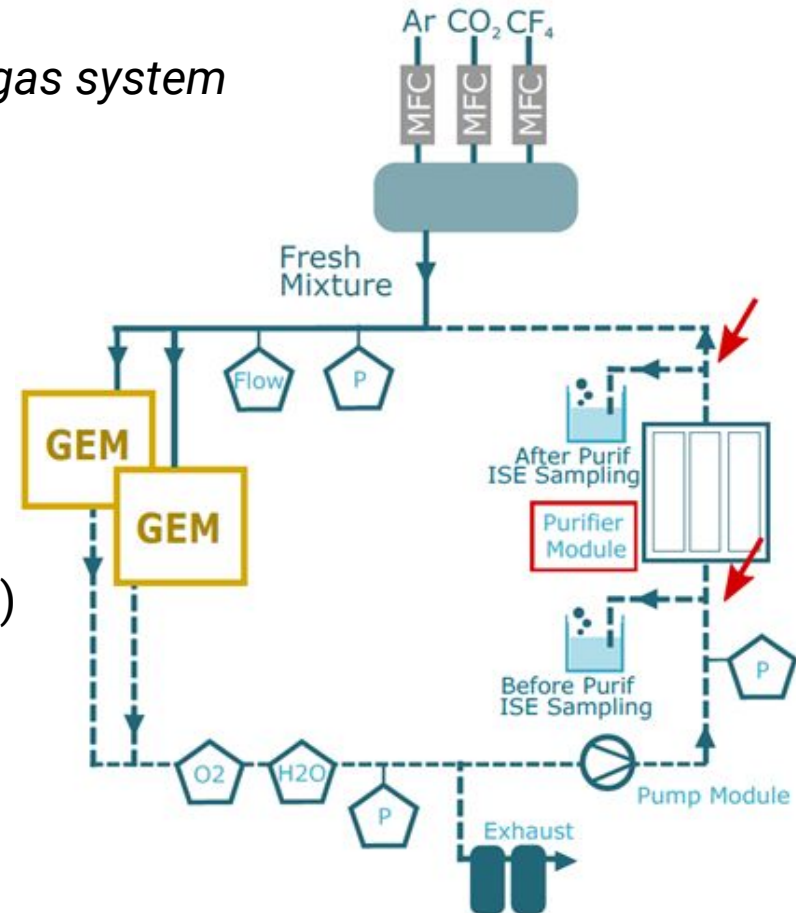 gas system
Ar CO₂ CF₄
MFC MFC MFC
Fresh
Mixture
Flow P
GEM
GEM
After Purif
ISE Sampling
Purifier
Module
)
Before Purif
ISE Sampling
P
O2 H2O
P
Pump Module
Exhaust